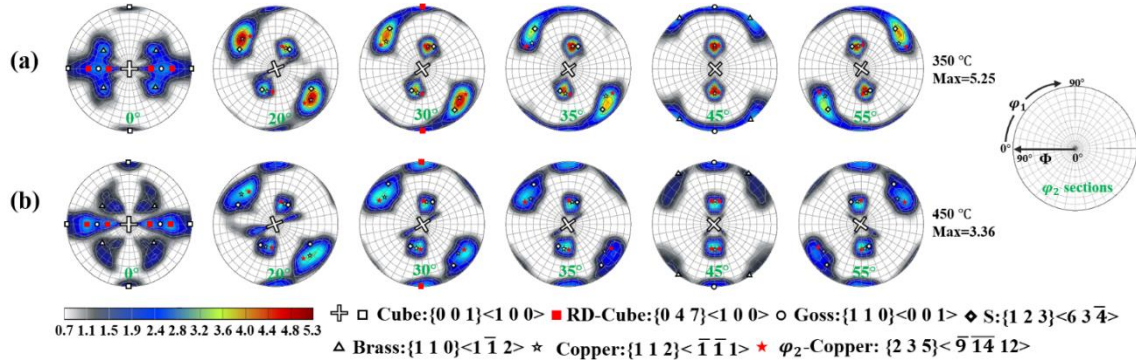 (a)
0°
20°
30°
35°
45°
55°
350 ℃
Max=5.25
(b)
0°
20°
30°
35°
45°
55°
450 ℃
Max=3.36
90°
φ₁
0°
90° Φ 0°
φ₂ sections
0.7 1.1 1.5 1.9 2.7 3.2 3.6 4.0 4.4 4.8 5.3
Cube:{0 0 1}<1 0 0> RD-Cube:{0 4 7}<1 0 0> Goss:{1 1 0}<0 0 1> S:{1 2 3}<6 3 4̅>
Brass:{1 1 0}<1 1̅ 2> Copper:{1 1 2}<1̅ 1̅ 1> φ₂-Copper: {2 3 5}<9̅ 1̅4̅ 12>